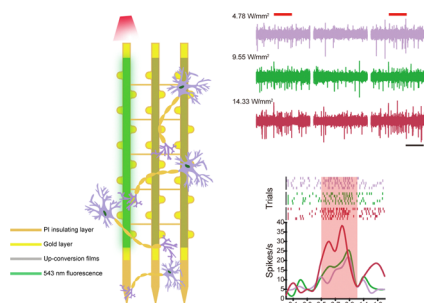 4.78 W/mm²
9.55 W/mm²
14.33 W/mm²
PI insulating layer
Gold layer
Up-conversion films
543 nm fluorescence
Trials
Spikes/s
40
35
30
25
20
15
10
5
0